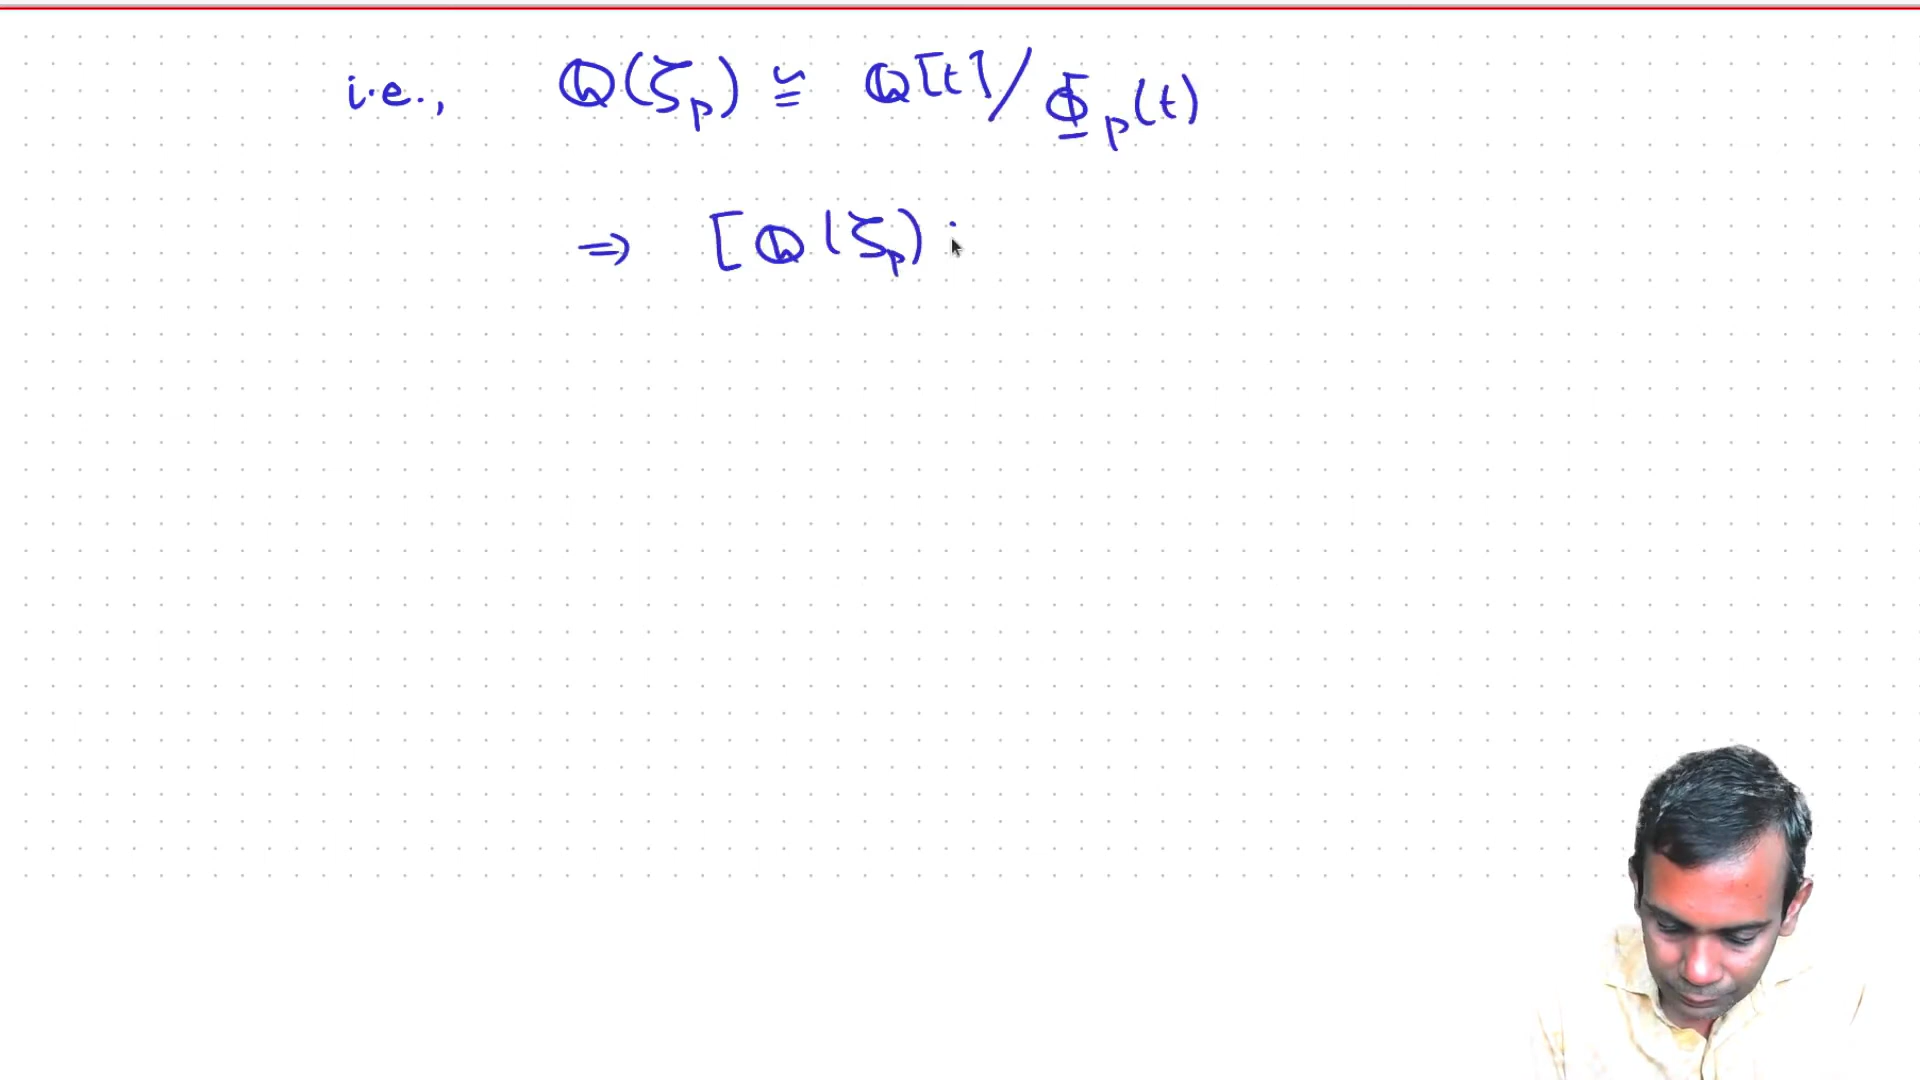 i.e., ℚ(ζ_p) ≅ ℚ[t]/Φ_p(t)
⇒ [ℚ(ζ_p) :